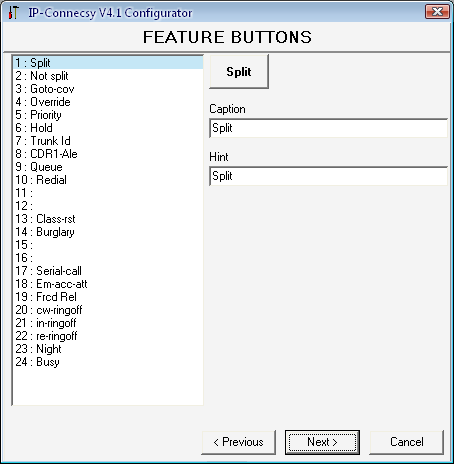 IP-Connecsy V4.1 Configurator
FEATURE BUTTONS
1 : Split
2 : Not split
3 : Goto-cov
4 : Override
5 : Priority
6 : Hold
7 : Trunk Id
8 : CDR1-Ale
9 : Queue
10 : Redial
11 :
12 :
13 : Class-rst
14 : Burglary
15 :
16 :
17 : Serial-call
18 : Em-acc-att
19 : Frcd Rel
20 : cw-ringoff
21 : in-ringoff
22 : re-ringoff
23 : Night
24 : Busy
Split
Caption
Split
Hint
Split
< Previous
Next >
Cancel